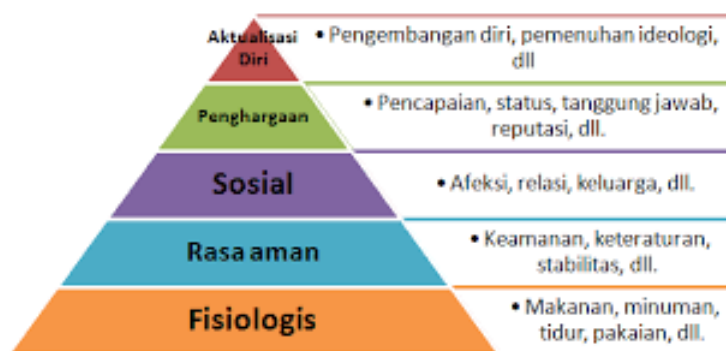 Aktualisasi
Diri
• Pengembangan diri, pemenuhan ideologi,
dll
Penghargaan
• Pencapaian, status, tanggung jawab,
reputasi, dll.
Sosial
• Afeksi, relasi, keluarga, dll.
Rasa aman
• Keamanan, keteraturan,
stabilitas, dll.
Fisiologis
• Makanan, minuman,
tidur, pakaian, dll.